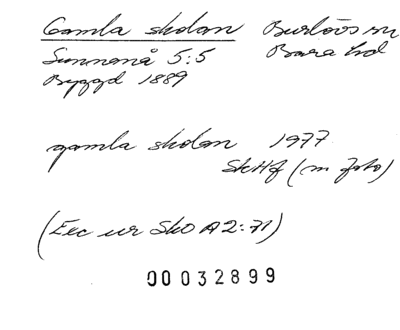 Gamla skolan Burlövs sn
Sunnanå 5:5 Bara hd
Byggd 1889
gamla skolan 1977
SkHf (m foto)
(Exc ur SkO A2:71)
00032899